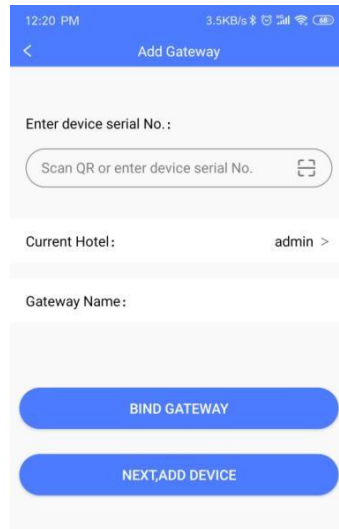 12:20 PM 3.5KB/s
Add Gateway
Enter device serial No.:
Scan QR or enter device serial No.
Current Hotel: admin >
Gateway Name:
BIND GATEWAY
NEXT,ADD DEVICE